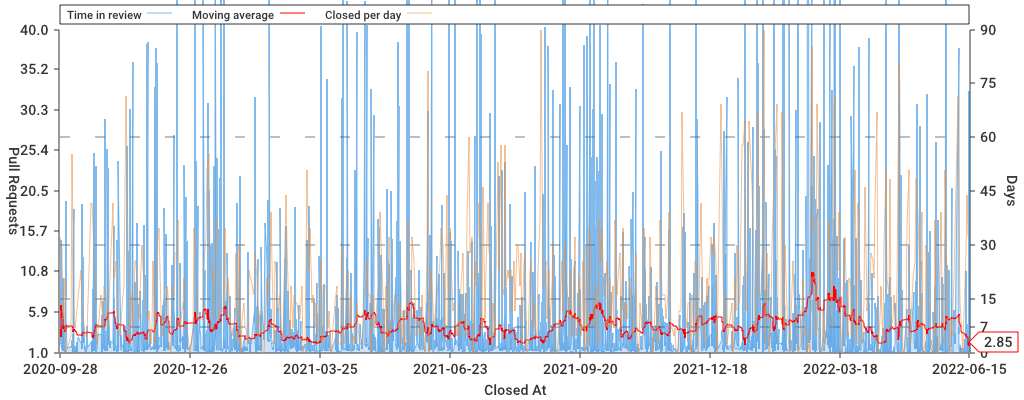 Time in review Moving average Closed per day
40.0 90
35.2 75
30.3 60
25.4
20.5 45
15.7 30
10.8 15
5.9 7
1.0 0
2.85
Pull Requests
Days
2020-09-28 2020-12-26 2021-03-25 2021-06-23 2021-09-20 2021-12-18 2022-03-18 2022-06-15
Closed At